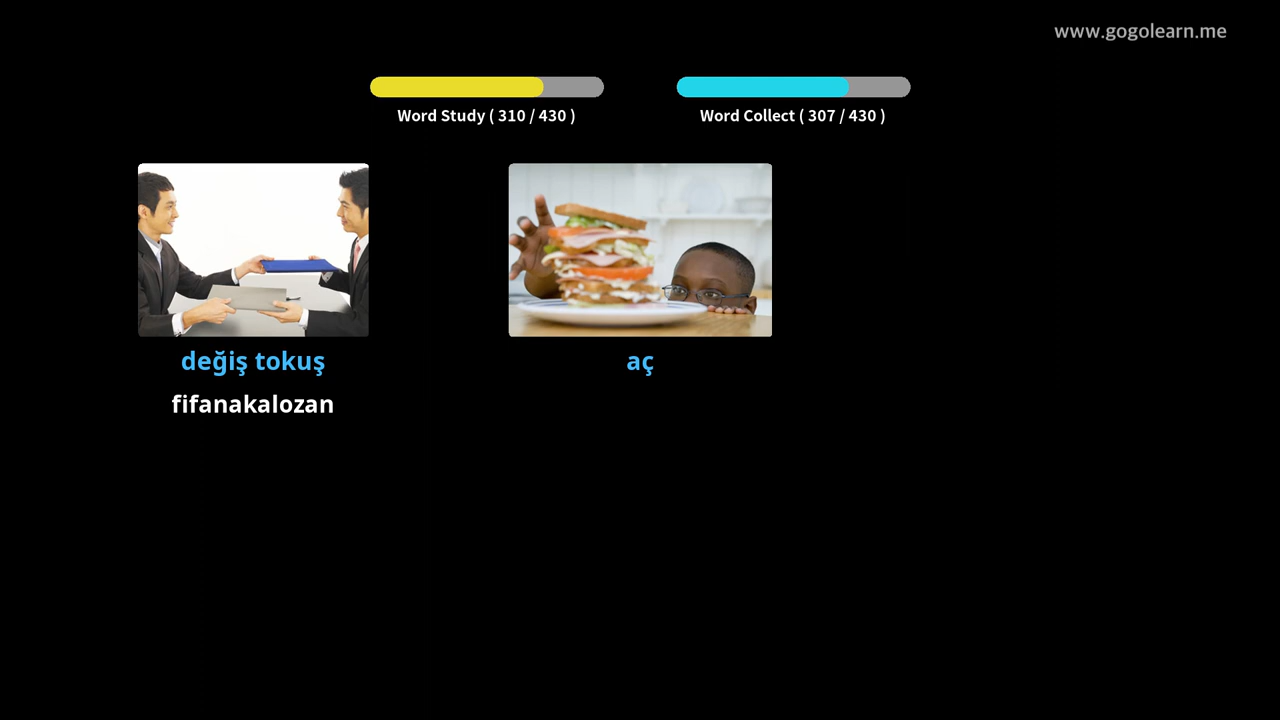 www.gogolearn.me
Word Study ( 310 / 430 )
Word Collect ( 307 / 430 )
değiş tokuş
aç
fifanakalozan